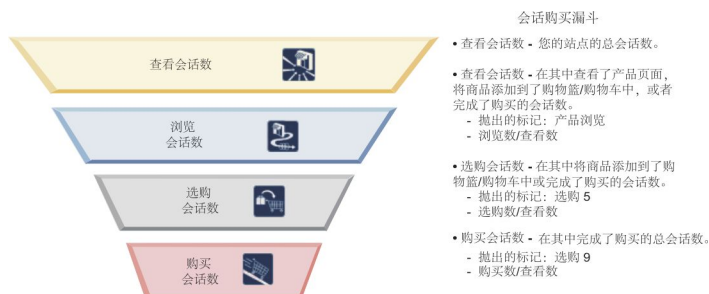 会话购买漏斗
查看会话数
浏览
会话数
选购
会话数
购买
会话数
• 查看会话数 - 您的站点的总会话数。
• 查看会话数 - 在其中查看了产品页面,
将商品添加到了购物篮/购物车中, 或者
完成了购买的会话数。
- 抛出的标记: 产品浏览
- 浏览数/查看数
• 选购会话数 - 在其中将商品添加到了购
物篮/购物车中或完成了购买的会话数。
- 抛出的标记: 选购 5
- 选购数/查看数
• 购买会话数 - 在其中完成了购买的总会话数。
- 抛出的标记: 选购 9
- 购买数/查看数